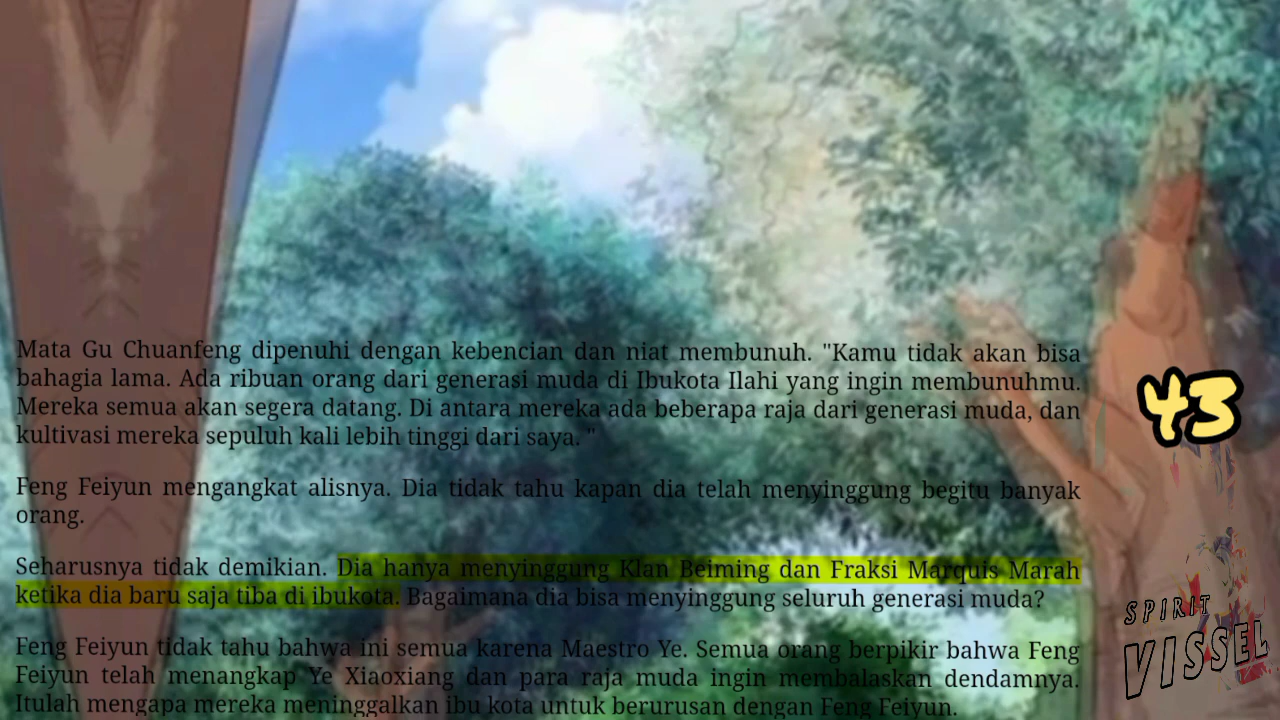 Mata Gu Chuanfeng dipenuhi dengan kebencian dan niat membunuh. "Kamu tidak akan bisa
bahagia lama. Ada ribuan orang dari generasi muda di Ibukota Ilahi yang ingin membunuhmu.
Mereka semua akan segera datang. Di antara mereka ada beberapa raja dari generasi muda, dan
kultivasi mereka sepuluh kali lebih tinggi dari saya. "
Feng Feiyun mengangkat alisnya. Dia tidak tahu kapan dia telah menyinggung begitu banyak
orang.
Seharusnya tidak demikian. Dia hanya menyinggung Klan Beiming dan Fraksi Marquis Marah
ketika dia baru saja tiba di ibukota. Bagaimana dia bisa menyinggung seluruh generasi muda?
Feng Feiyun tidak tahu bahwa ini semua karena Maestro Ye. Semua orang berpikir bahwa Feng
Feiyun telah menangkap Ye Xiaoxiang dan para raja muda ingin membalaskan dendamnya.
Itulah mengapa mereka meninggalkan ibu kota untuk berurusan dengan Feng Feiyun.
43
SPIRIT
VISSEL